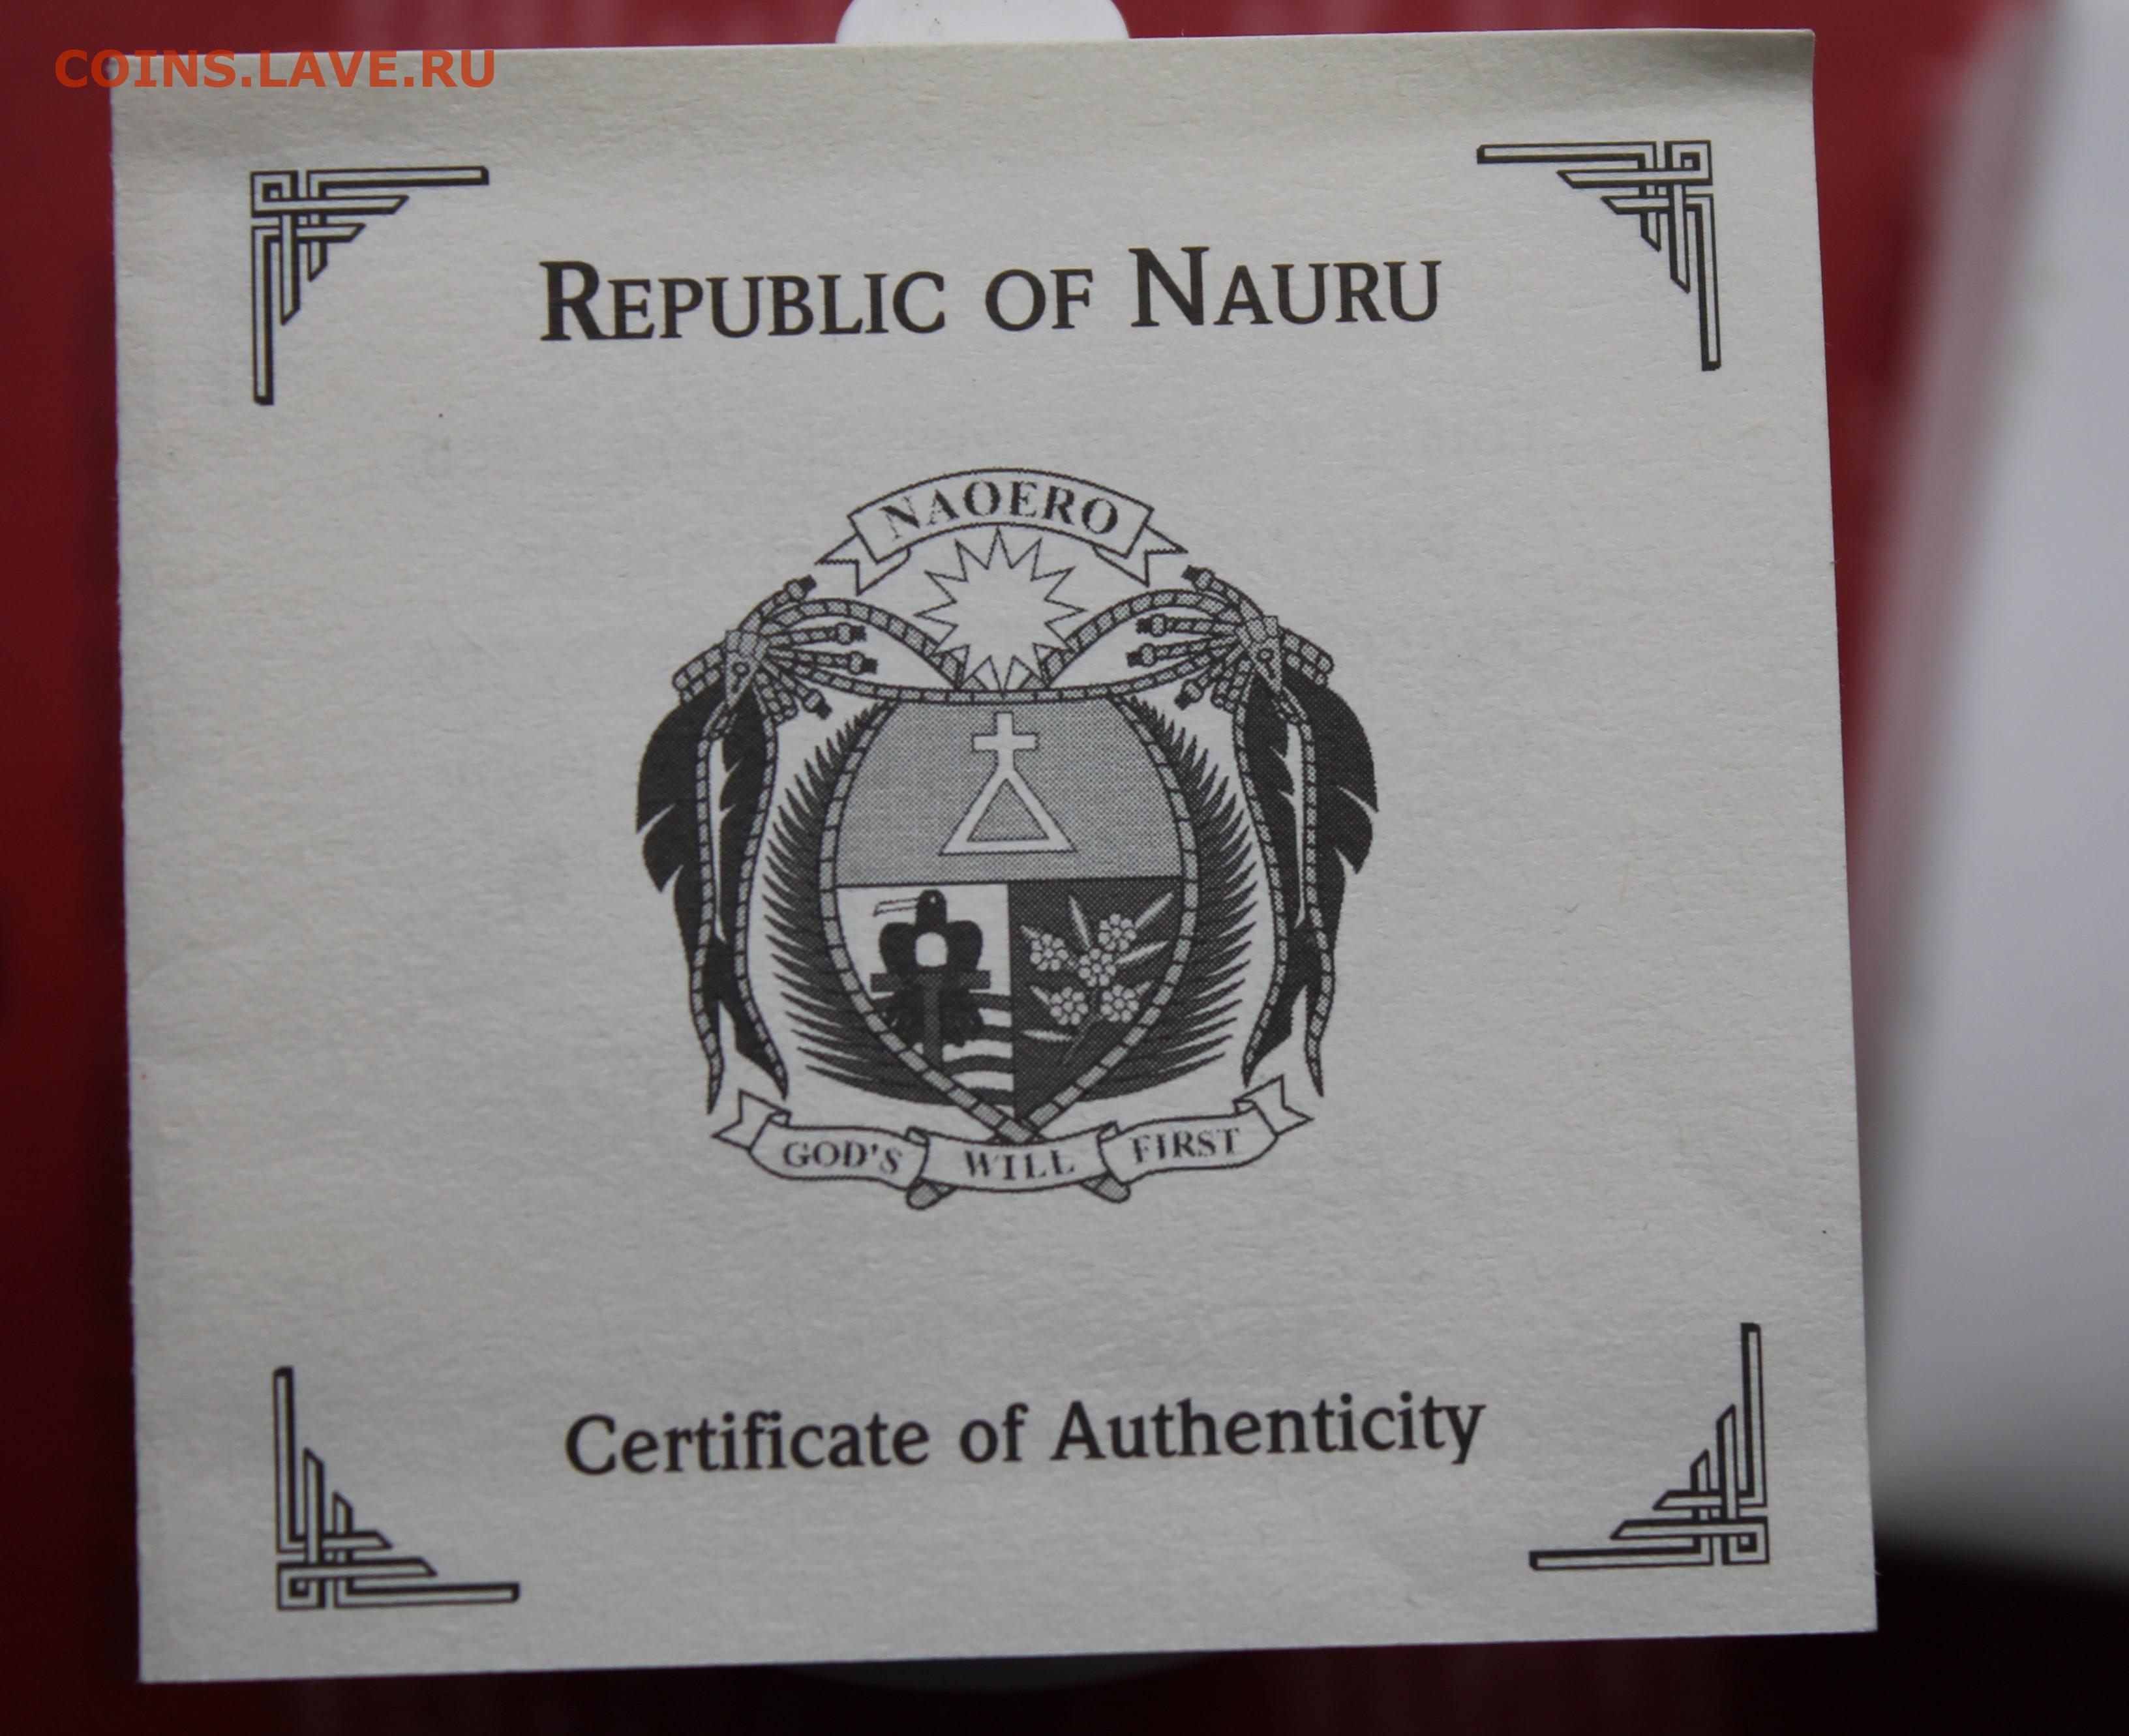 COINS.LAVE.RU
REPUBLIC OF NAURU
NAOERO
GOD'S WILL FIRST
Certificate of Authenticity